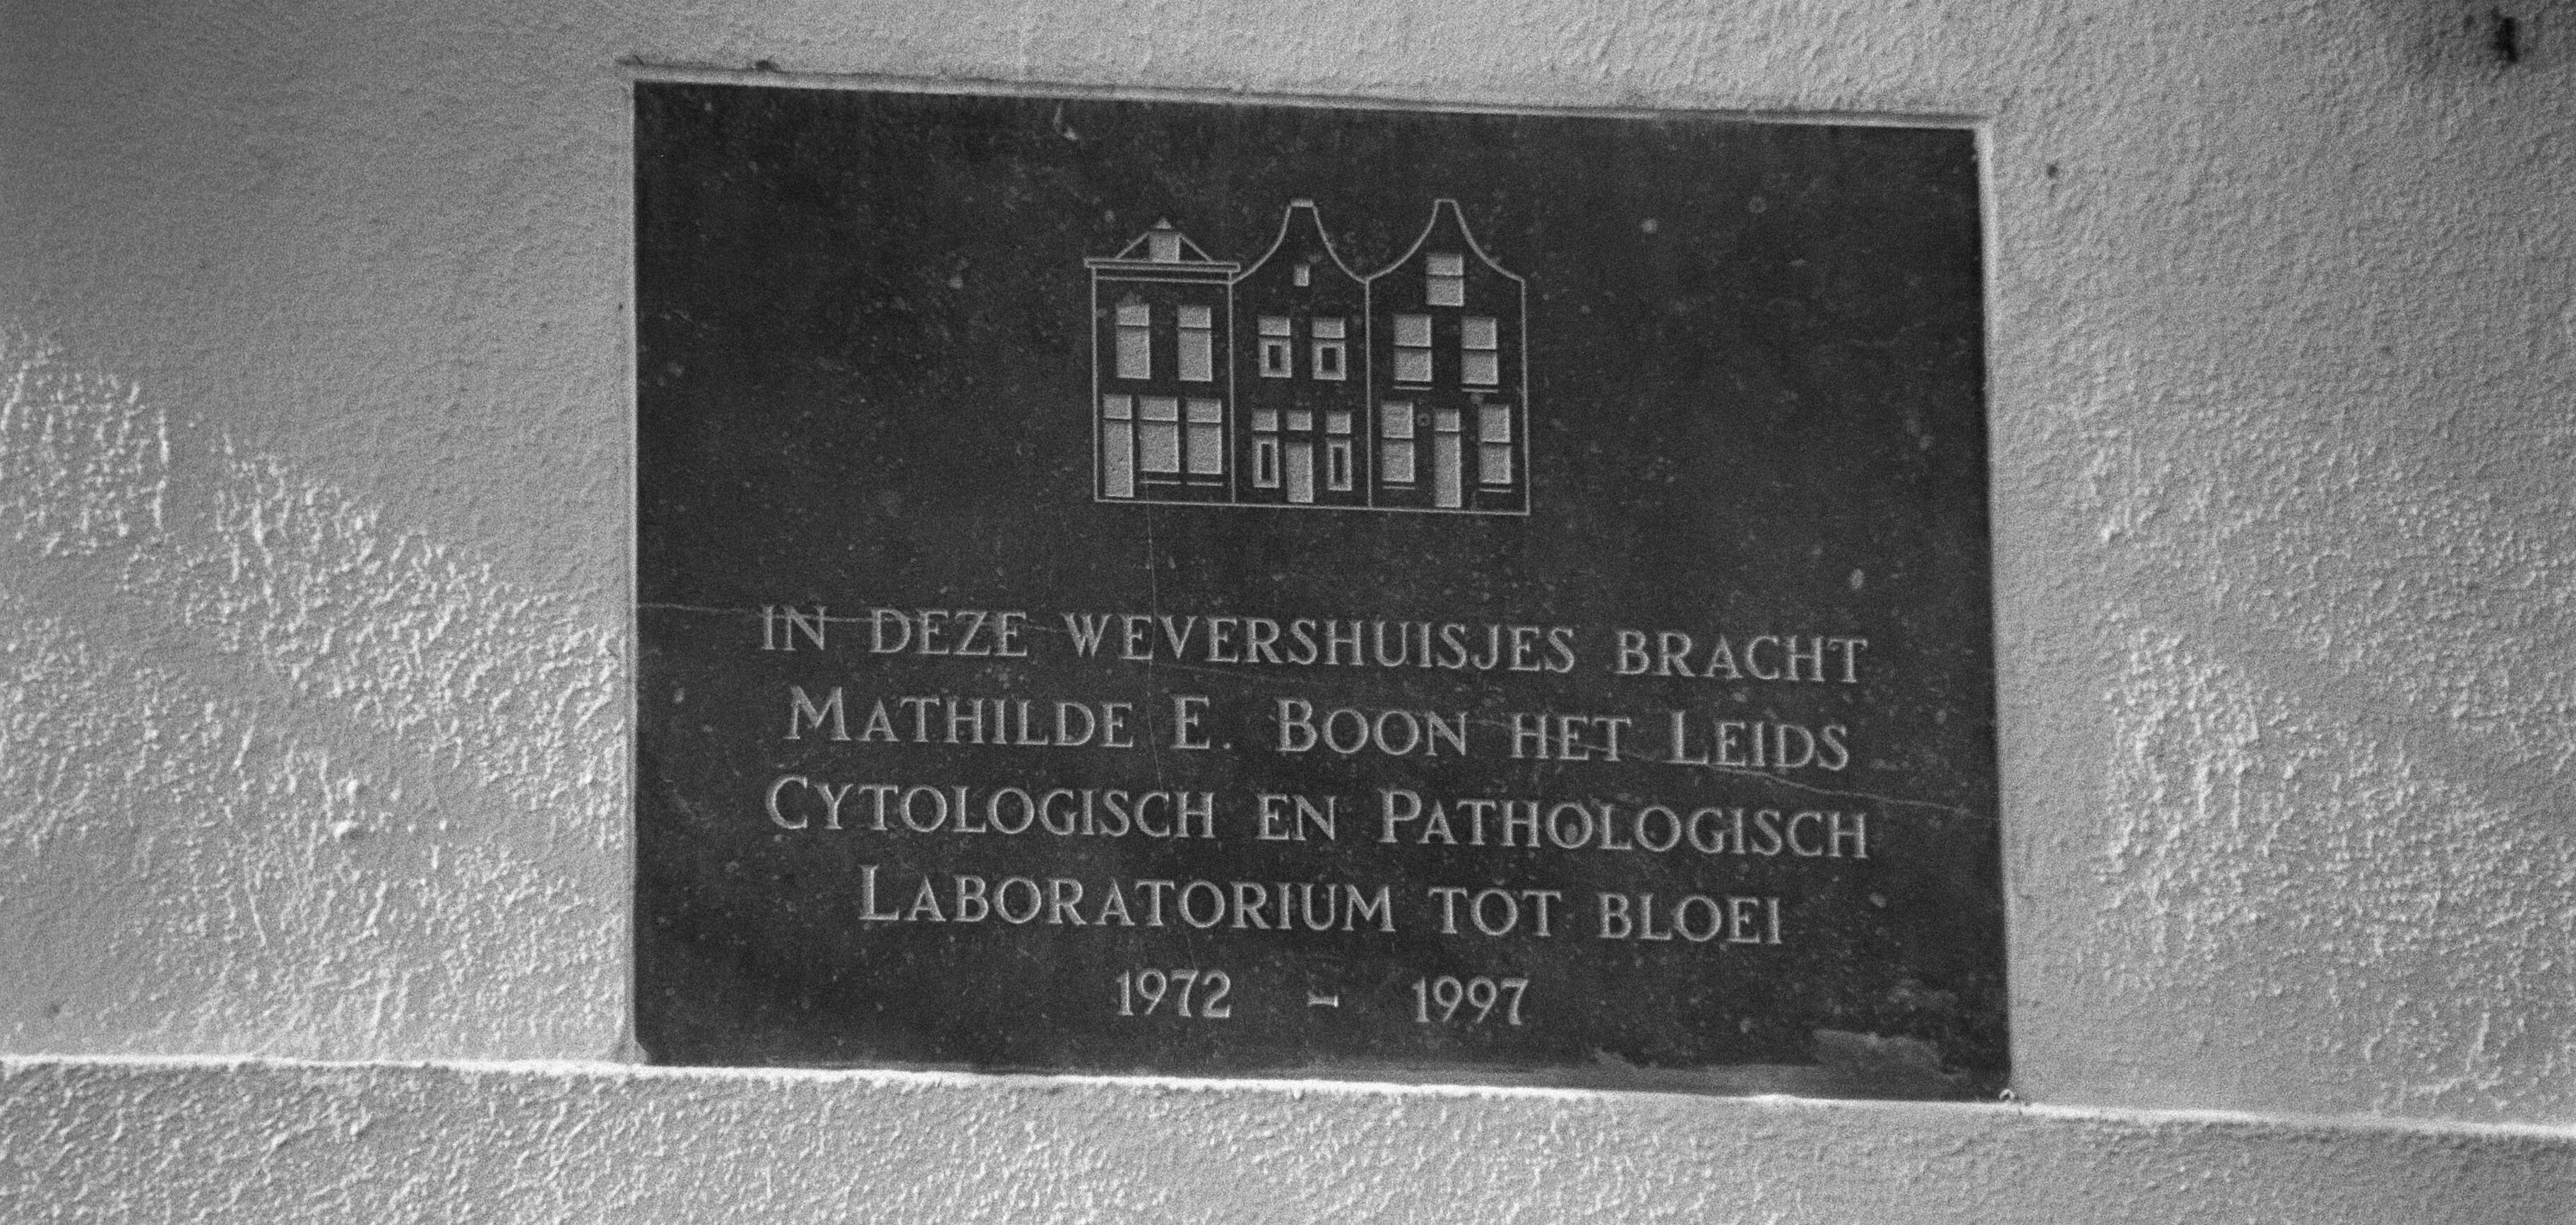 IN DEZE WEVERSHUISJES BRACHT
MATHILDE E. BOON HET LEIDS
CYTOLOGISCH EN PATHOLOGISCH
LABORATORIUM TOT BLOEI
1972 - 1997